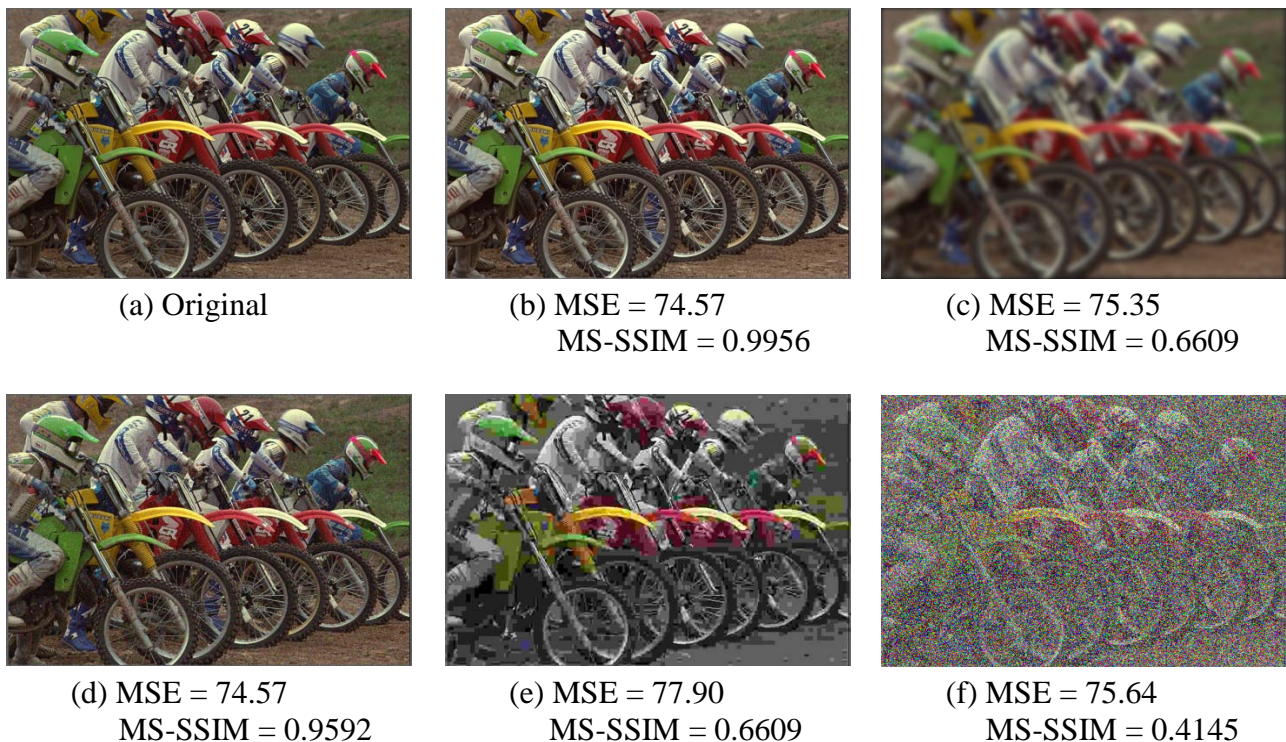 (a) Original
(b) MSE = 74.57
MS-SSIM = 0.9956
(c) MSE = 75.35
MS-SSIM = 0.6609
(d) MSE = 74.57
MS-SSIM = 0.9592
(e) MSE = 77.90
MS-SSIM = 0.6609
(f) MSE = 75.64
MS-SSIM = 0.4145